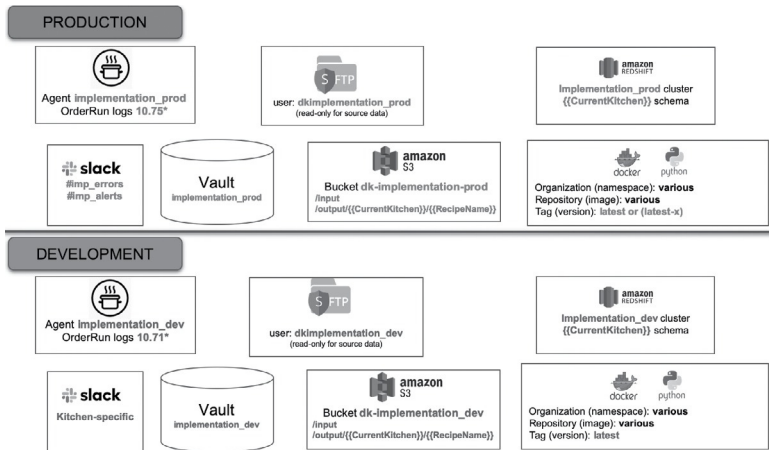 PRODUCTION
Agent implementation_prod
OrderRun logs 10.75*
SFTP
user: dkimplementation_prod
(read-only for source data)
amazon
REDSHIFT
Implementation_prod cluster
{{CurrentKitchen}} schema
slack
#imp_errors
#imp_alerts
Vault
implementation_prod
amazon
S3
Bucket dk-implementation-prod
/Input
/output/{{CurrentKitchen}}/{{RecipeName}}
docker
python
Organization (namespace): various
Repository (image): various
Tag (version): latest or (latest-x)
DEVELOPMENT
Agent implementation_dev
OrderRun logs 10.71*
SFTP
user: dkimplementation_dev
(read-only for source data)
amazon
REDSHIFT
Implementation_dev cluster
{{CurrentKitchen}} schema
slack
Kitchen-specific
Vault
implementation_dev
amazon
S3
Bucket dk-implementation_dev
/input
/output/{{CurrentKitchen}}/{{RecipeName}}
docker
python
Organization (namespace): various
Repository (image): various
Tag (version): latest